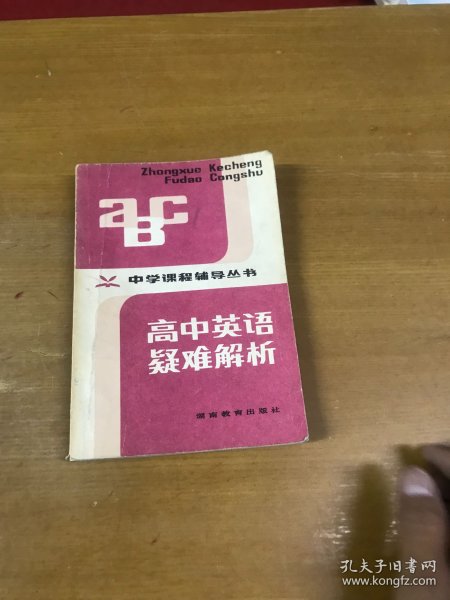 Zhongxue Kecheng
Fudao Congshu
aBc
中学课程辅导丛书
高中英语
疑难解析
湖南教育出版社
孔夫子旧书网
www.kongfz.com